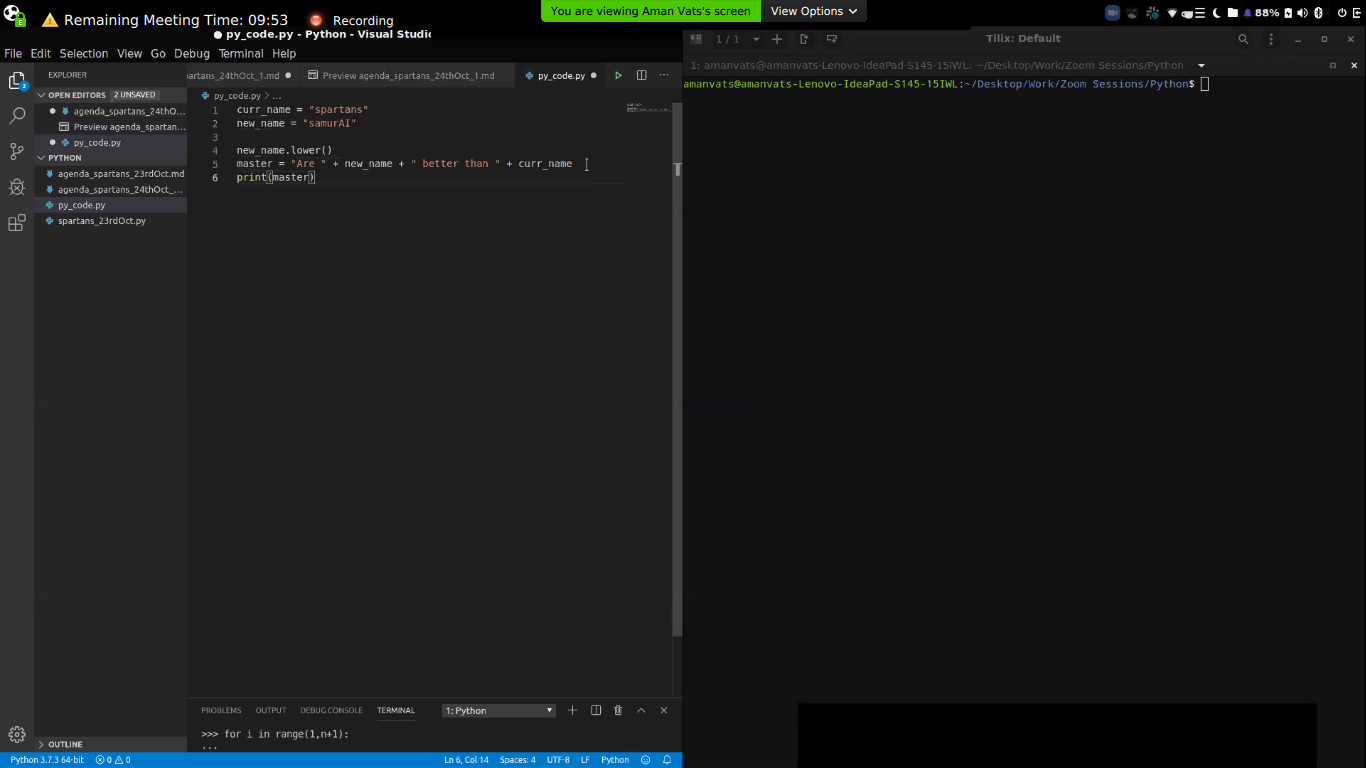 Remaining Meeting Time: 09:53 Recording
You are viewing Aman Vats's screen View Options
88%
● py_code.py - Python - Visual Studio
File Edit Selection View Go Debug Terminal Help
Tilix: Default
1 / 1
EXPLORER
artans_24thOct_1.md
Preview agenda_spartans_24thOct_1.md
py_code.py
1: amanvats@amanvats-Lenovo-IdeaPad-S145-15IWL: ~/Desktop/Work/Zoom Sessions/Python
amanvats@amanvats-Lenovo-IdeaPad-S145-15IWL:~/Desktop/Work/Zoom Sessions/Python$
OPEN EDITORS 2 UNSAVED
agenda_spartans_24thO...
Preview agenda_spartan...
py_code.py
PYTHON
agenda_spartans_23rdOct.md
agenda_spartans_24thOct_...
py_code.py
spartans_23rdOct.py
OUTLINE
2
py_code.py > ...
1 curr_name = "spartans"
2 new_name = "samurAI"
3
4 new_name.lower()
5 master = "Are " + new_name + " better than " + curr_name
6 print(master)
PROBLEMS OUTPUT DEBUG CONSOLE TERMINAL 1: Python
>>> for i in range(1,n+1):
...
Python 3.7.3 64-bit 0 0 Ln 6, Col 14 Spaces: 4 UTF-8 LF Python